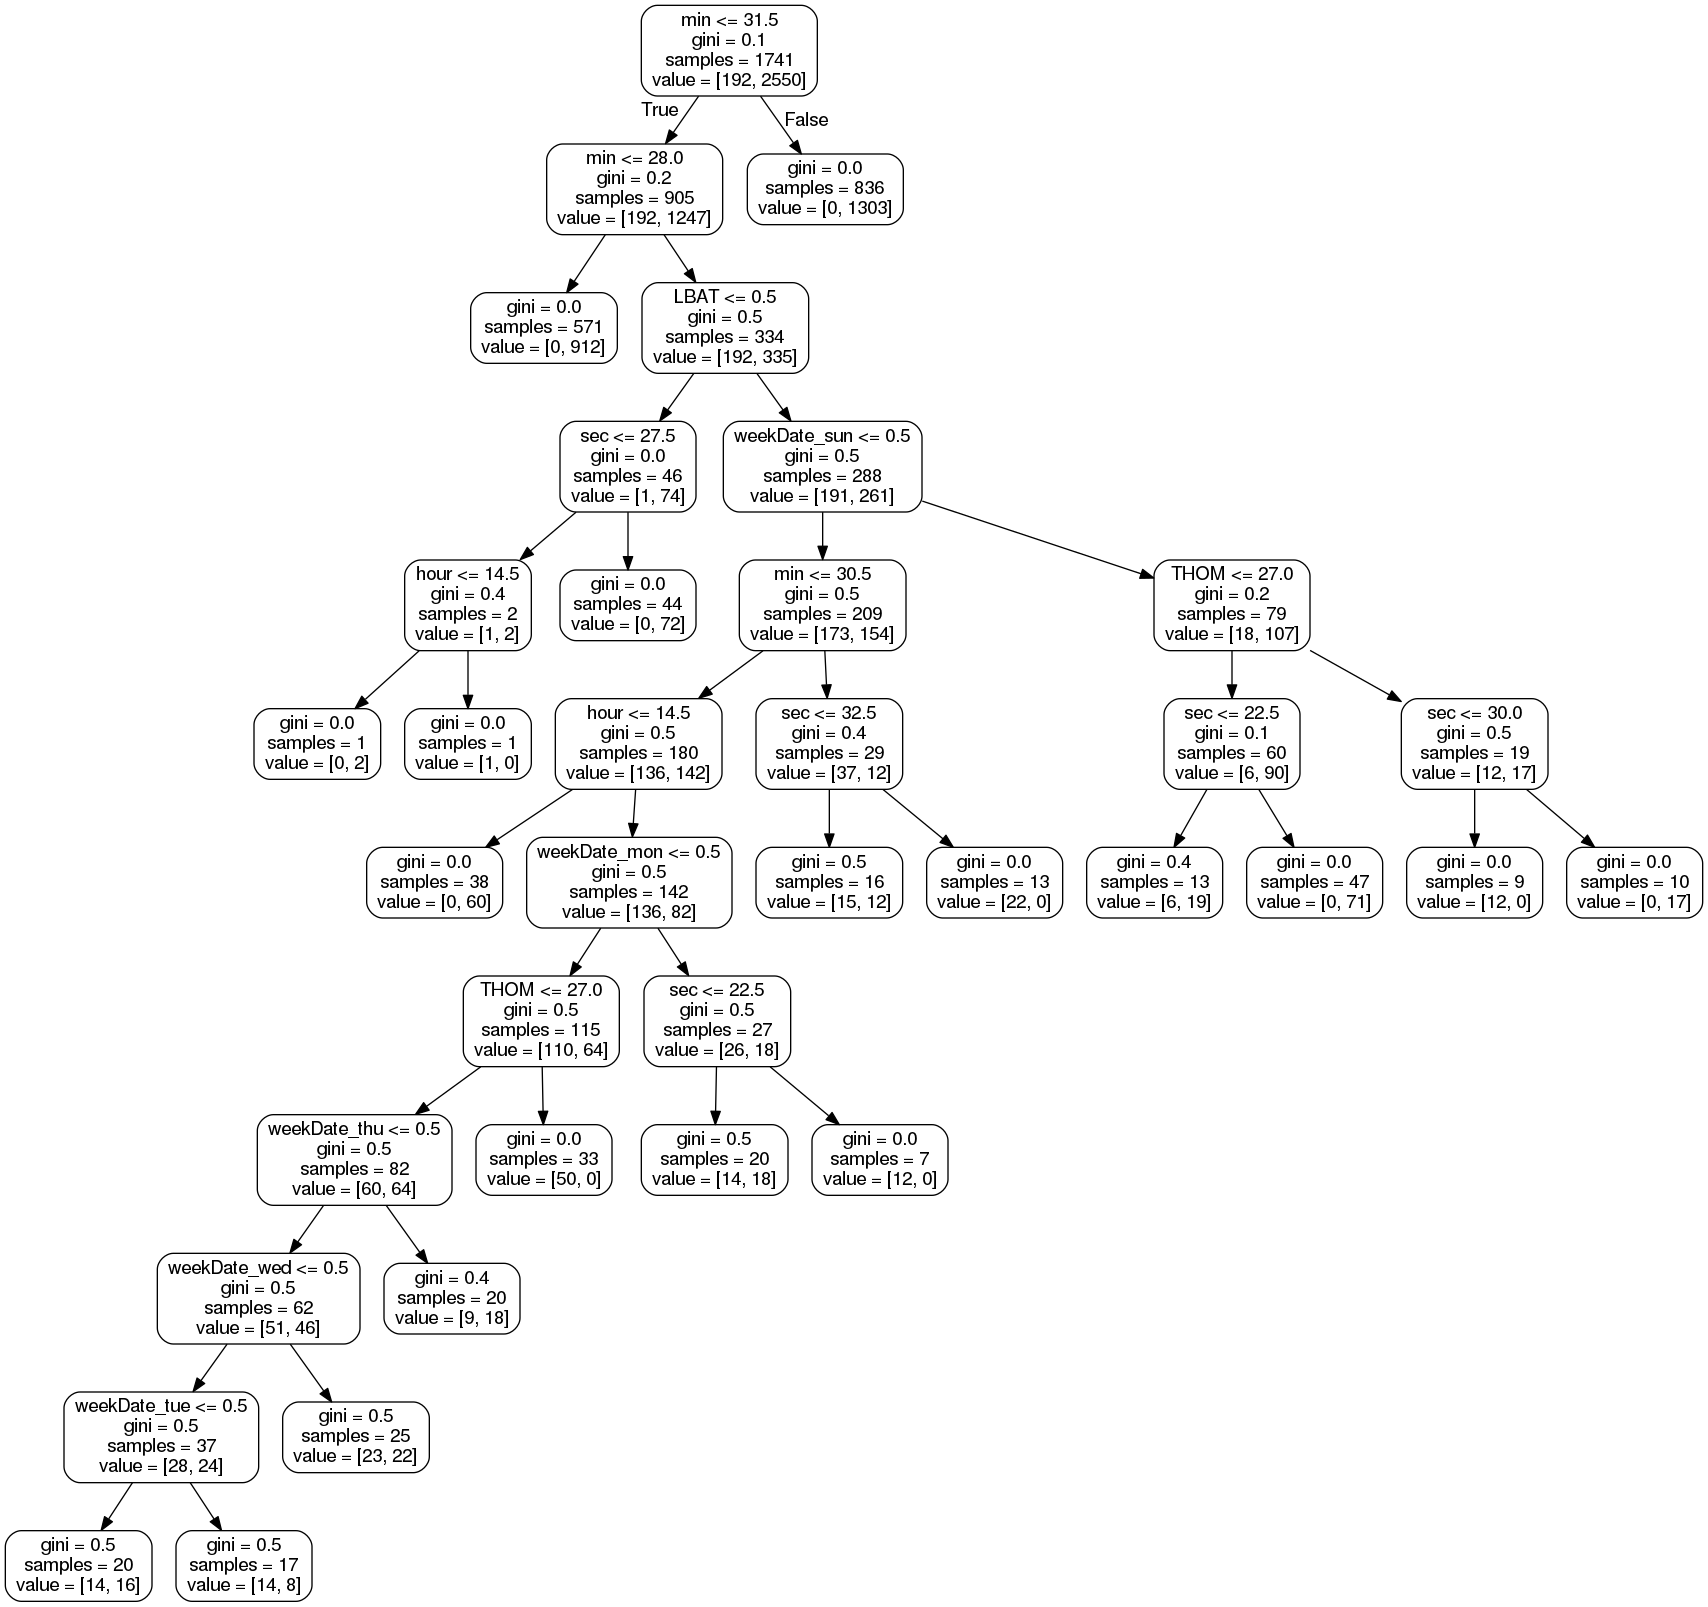 min <= 31.5
gini = 0.1
samples = 1741
value = [192, 2550]
True
False
min <= 28.0
gini = 0.2
samples = 905
value = [192, 1247]
gini = 0.0
samples = 836
value = [0, 1303]
gini = 0.0
samples = 571
value = [0, 912]
LBAT <= 0.5
gini = 0.5
samples = 334
value = [192, 335]
sec <= 27.5
gini = 0.0
samples = 46
value = [1, 74]
weekDate_sun <= 0.5
gini = 0.5
samples = 288
value = [191, 261]
hour <= 14.5
gini = 0.4
samples = 2
value = [1, 2]
gini = 0.0
samples = 44
value = [0, 72]
min <= 30.5
gini = 0.5
samples = 209
value = [173, 154]
THOM <= 27.0
gini = 0.2
samples = 79
value = [18, 107]
gini = 0.0
samples = 1
value = [0, 2]
gini = 0.0
samples = 1
value = [1, 0]
hour <= 14.5
gini = 0.5
samples = 180
value = [136, 142]
sec <= 32.5
gini = 0.4
samples = 29
value = [37, 12]
sec <= 22.5
gini = 0.1
samples = 60
value = [6, 90]
sec <= 30.0
gini = 0.5
samples = 19
value = [12, 17]
gini = 0.0
samples = 38
value = [0, 60]
weekDate_mon <= 0.5
gini = 0.5
samples = 142
value = [136, 82]
gini = 0.5
samples = 16
value = [15, 12]
gini = 0.0
samples = 13
value = [22, 0]
gini = 0.4
samples = 13
value = [6, 19]
gini = 0.0
samples = 47
value = [0, 71]
gini = 0.0
samples = 9
value = [12, 0]
gini = 0.0
samples = 10
value = [0, 17]
THOM <= 27.0
gini = 0.5
samples = 115
value = [110, 64]
sec <= 22.5
gini = 0.5
samples = 27
value = [26, 18]
weekDate_thu <= 0.5
gini = 0.5
samples = 82
value = [60, 64]
gini = 0.0
samples = 33
value = [50, 0]
gini = 0.5
samples = 20
value = [14, 18]
gini = 0.0
samples = 7
value = [12, 0]
weekDate_wed <= 0.5
gini = 0.5
samples = 62
value = [51, 46]
gini = 0.4
samples = 20
value = [9, 18]
weekDate_tue <= 0.5
gini = 0.5
samples = 37
value = [28, 24]
gini = 0.5
samples = 25
value = [23, 22]
gini = 0.5
samples = 20
value = [14, 16]
gini = 0.5
samples = 17
value = [14, 8]